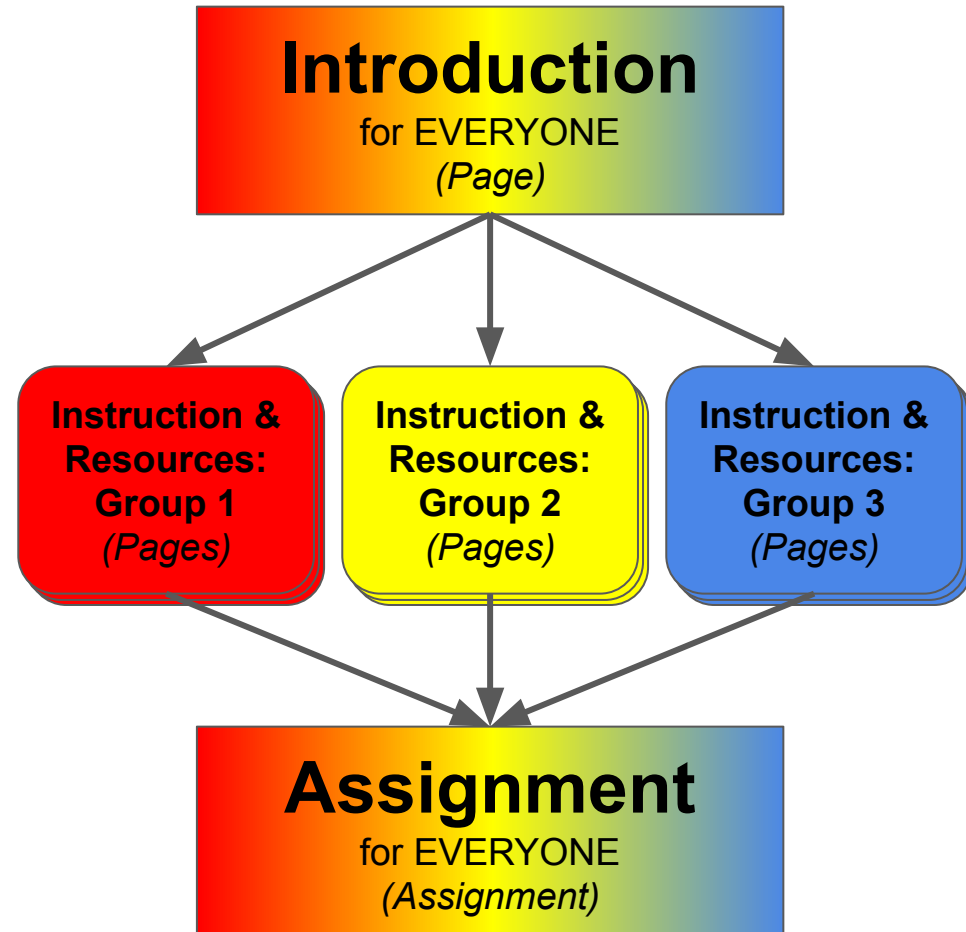 Introduction
for EVERYONE
(Page)
Instruction &
Resources:
Group 1
(Pages)
Instruction &
Resources:
Group 2
(Pages)
Instruction &
Resources:
Group 3
(Pages)
Assignment
for EVERYONE
(Assignment)